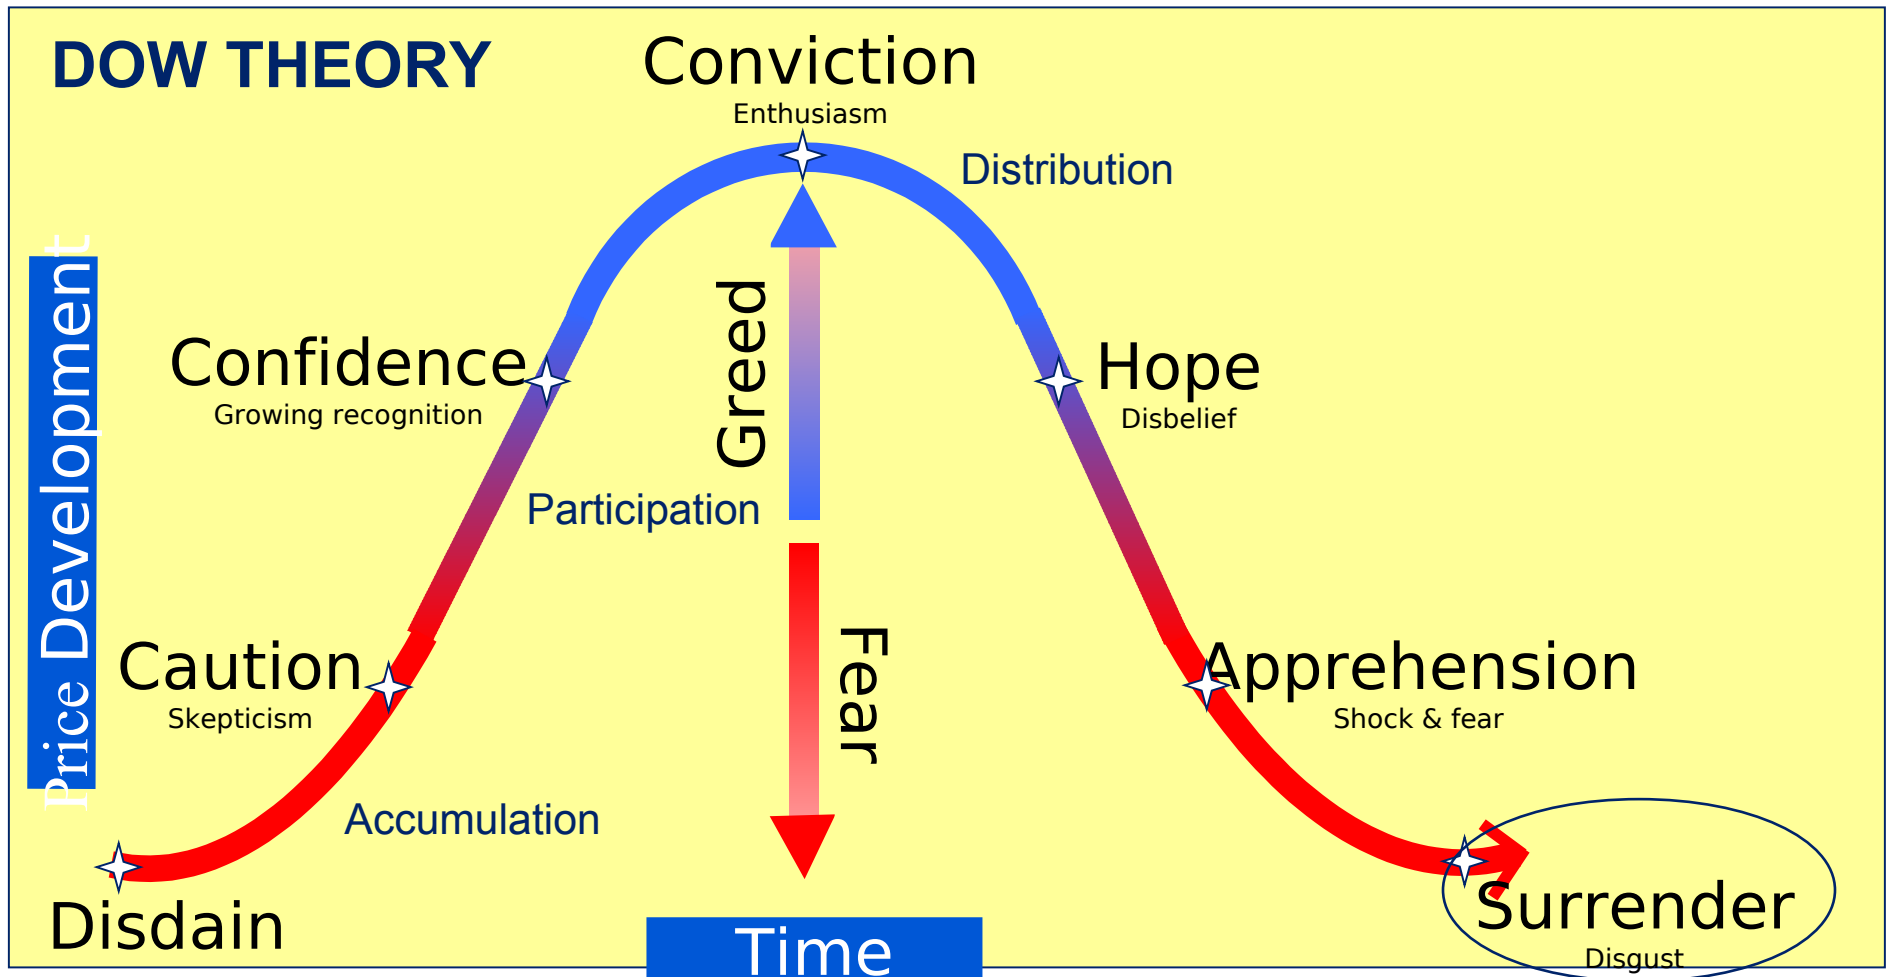 DOW THEORY
Conviction
Enthusiasm
Distribution
Price Development
Greed
Confidence
Growing recognition
Hope
Disbelief
Participation
Fear
Caution
Skepticism
Apprehension
Shock & fear
Accumulation
Disdain
Surrender
Disgust
Time